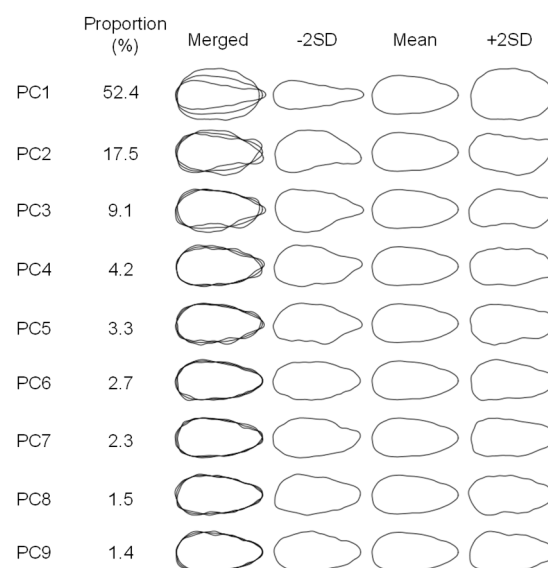 Proportion
(%) Merged -2SD Mean +2SD
PC1 52.4
PC2 17.5
PC3 9.1
PC4 4.2
PC5 3.3
PC6 2.7
PC7 2.3
PC8 1.5
PC9 1.4